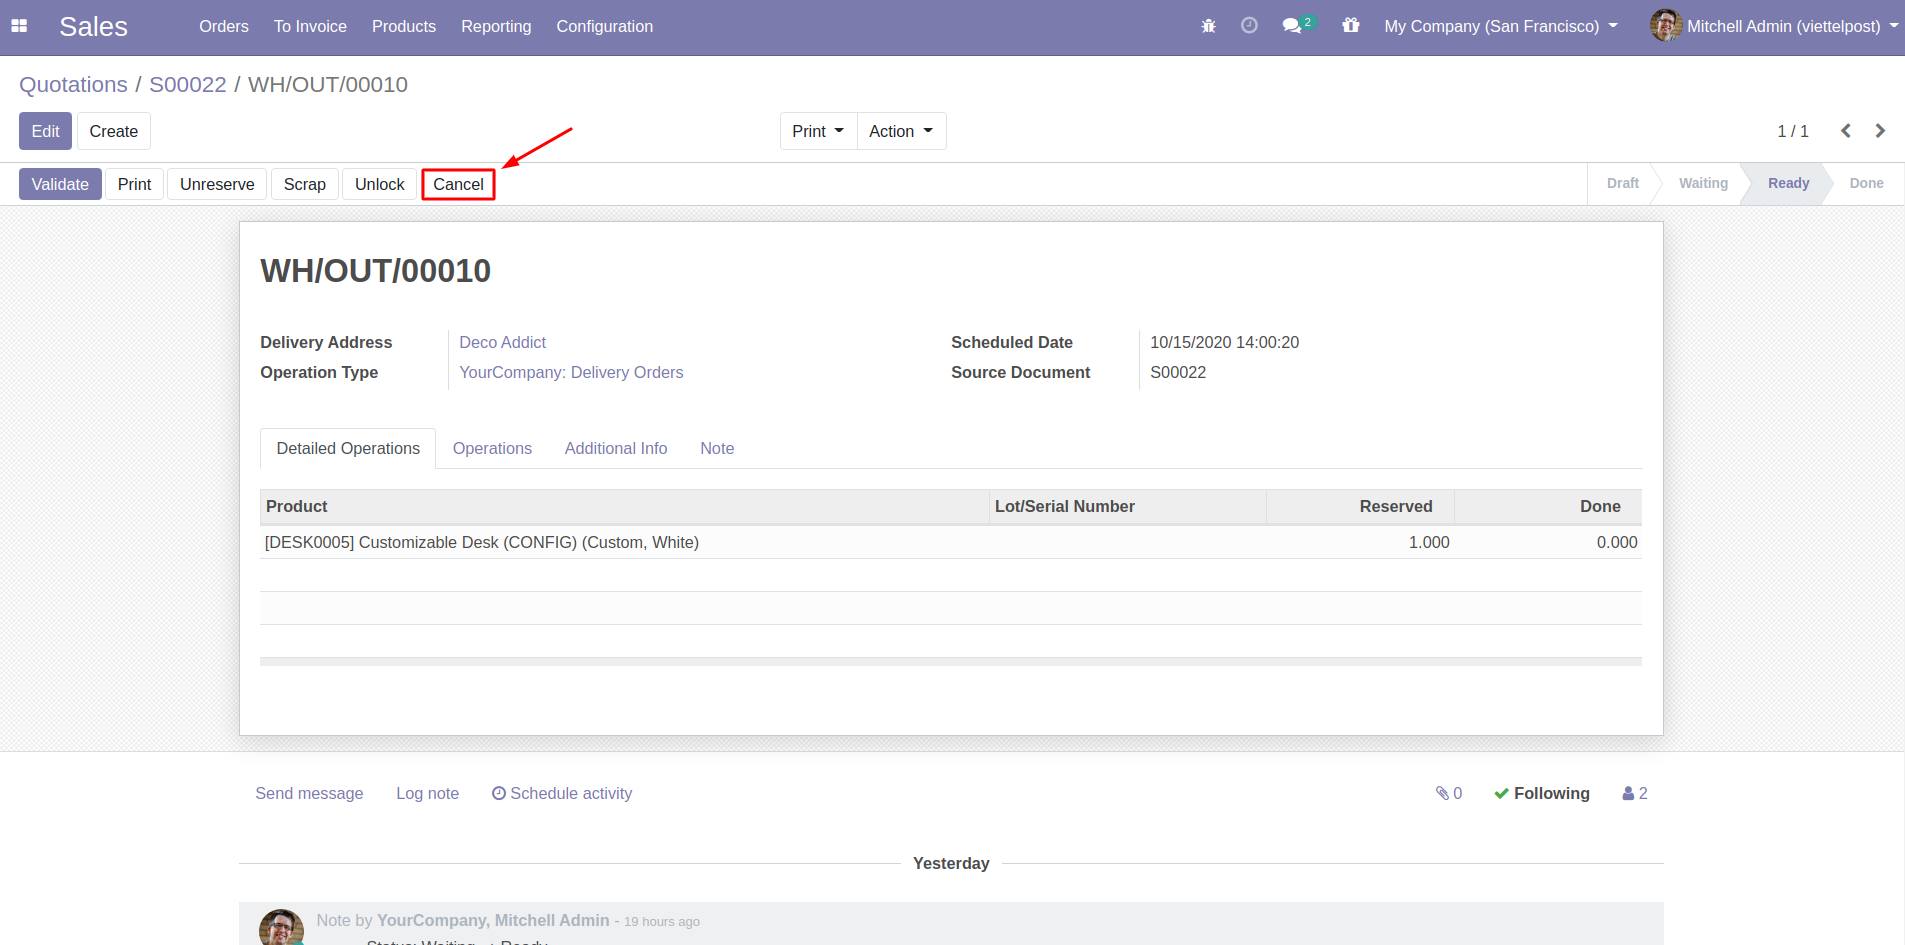 Sales Orders To Invoice Products Reporting Configuration 2 My Company (San Francisco) Mitchell Admin (viettelpost)
Quotations / S00022 / WH/OUT/00010
Edit Create Print Action 1 / 1
Validate Print Unreserve Scrap Unlock Cancel Draft Waiting Ready Done
WH/OUT/00010
Delivery Address Deco Addict Scheduled Date 10/15/2020 14:00:20
Operation Type YourCompany: Delivery Orders Source Document S00022
Detailed Operations Operations Additional Info Note
Product Lot/Serial Number Reserved Done
[DESK0005] Customizable Desk (CONFIG) (Custom, White) 1.000 0.000
Send message Log note Schedule activity 0 Following 2
Yesterday
Note by YourCompany, Mitchell Admin - 19 hours ago
Status: Waiting → Ready